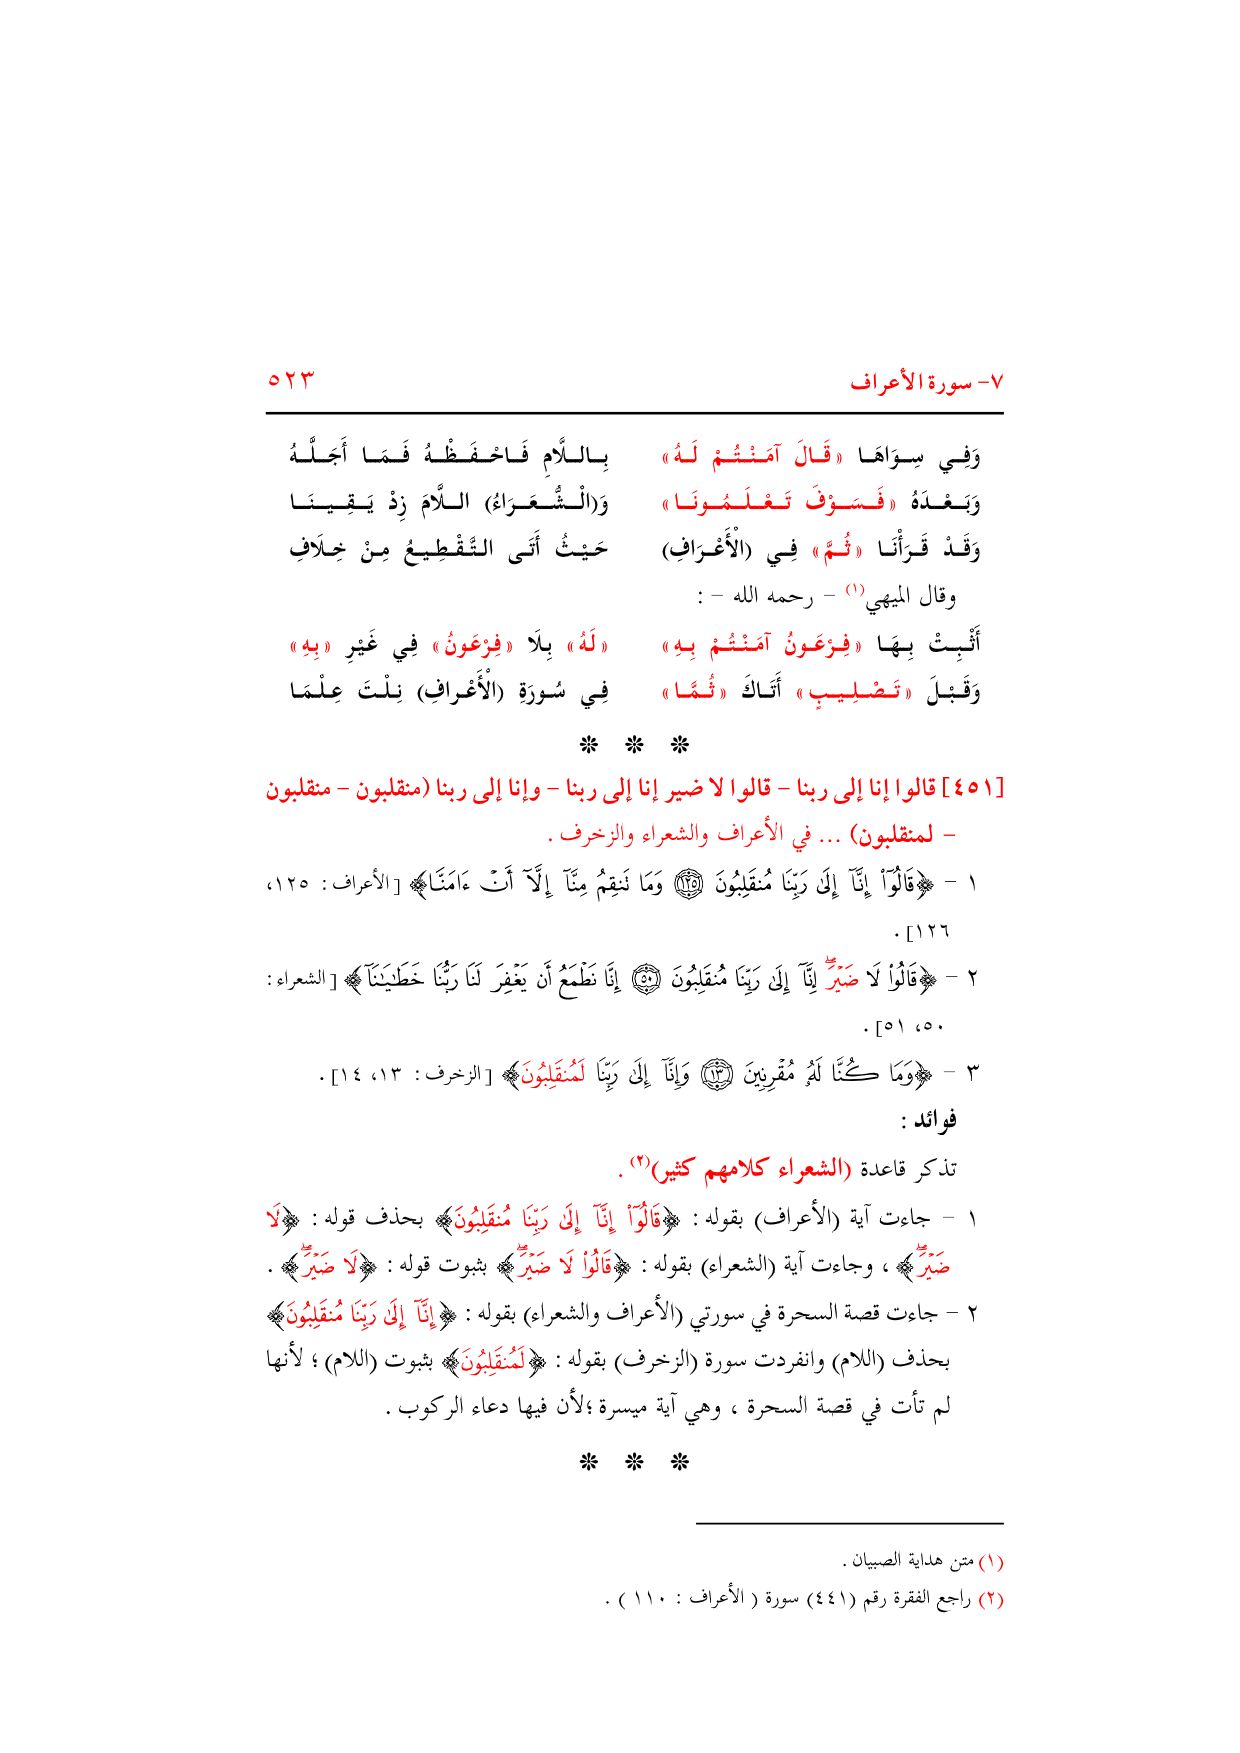 ٧- سورة الأعراف ٥٢٣
وَفِي سِوَاهَا «قَالَ آمَنْتُمْ لَهُ» بِاللَّامِ فَاحْفَظْهُ فَمَا أَجَلَّهُ
وَبَعْدَهُ «فَسَوْفَ تَعْلَمُونَا» وَ(الْشُّعَرَاءُ) اللَّامَ زِدْ يَقِينَا
وَقَدْ قَرَأْنَا «ثُمَّ» فِي (الْأَعْرَافِ) حَيْثُ أَتَى التَّقْطِيعُ مِنْ خِلَافِ
وقال الميهي(١) – رحمه الله – :
أَثْبِتْ بِهَا «فِرْعَونُ آمَنْتُمْ بِهِ» «لَهُ» بِلَا «فِرْعَونُ» فِي غَيْرِ «بِهِ»
وَقَبْلَ «تَصْلِيبٍ» أَتَاكَ «ثُمَّا» فِي سُورَةِ (الْأَعْرافِ) نِلْتَ عِلْمَا
❊ ❊ ❊
[٤٥١] قالوا إنا إلى ربنا – قالوا لا ضير إنا إلى ربنا – وإنا إلى ربنا (منقلبون – منقلبون
– لمنقلبون) ... في الأعراف والشعراء والزخرف .
١ – ﴿قَالُوٓا۟ إِنَّآ إِلَىٰ رَبِّنَا مُنقَلِبُونَ ١٢٥ وَمَا تَنقِمُ مِنَّآ إِلَّآ أَنْ ءَامَنَّا﴾ [الأعراف : ١٢٥،
١٢٦] .
٢ – ﴿قَالُوا۟ لَا ضَيْرَ ۖ إِنَّآ إِلَىٰ رَبِّنَا مُنقَلِبُونَ ٥٠ إِنَّا نَطْمَعُ أَن يَغْفِرَ لَنَا رَبُّنَا خَطَـٰيَـٰنَآ﴾ [الشعراء :
٥٠، ٥١] .
٣ – ﴿وَمَا كُنَّا لَهُۥ مُقْرِنِينَ ١٣ وَإِنَّآ إِلَىٰ رَبِّنَا لَمُنقَلِبُونَ﴾ [الزخرف : ١٣، ١٤] .
فوائد :
تذكر قاعدة (الشعراء كلامهم كثير)(٢) .
١ – جاءت آية (الأعراف) بقوله : ﴿قَالُوٓا۟ إِنَّآ إِلَىٰ رَبِّنَا مُنقَلِبُونَ﴾ بحذف قوله : ﴿لَا
ضَيْرَ ۖ﴾ ، وجاءت آية (الشعراء) بقوله : ﴿قَالُوا۟ لَا ضَيْرَ ۖ﴾ بثبوت قوله : ﴿لَا ضَيْرَ ۖ﴾ .
٢ – جاءت قصة السحرة في سورتي (الأعراف والشعراء) بقوله : ﴿إِنَّآ إِلَىٰ رَبِّنَا مُنقَلِبُونَ﴾
بحذف (اللام) وانفردت سورة (الزخرف) بقوله : ﴿لَمُنقَلِبُونَ﴾ بثبوت (اللام) ؛ لأنها
لم تأت في قصة السحرة ، وهي آية ميسرة ؛لأن فيها دعاء الركوب .
❊ ❊ ❊
(١) متن هداية الصبيان .
(٢) راجع الفقرة رقم (٤٤١) سورة ( الأعراف : ١١٠ ) .